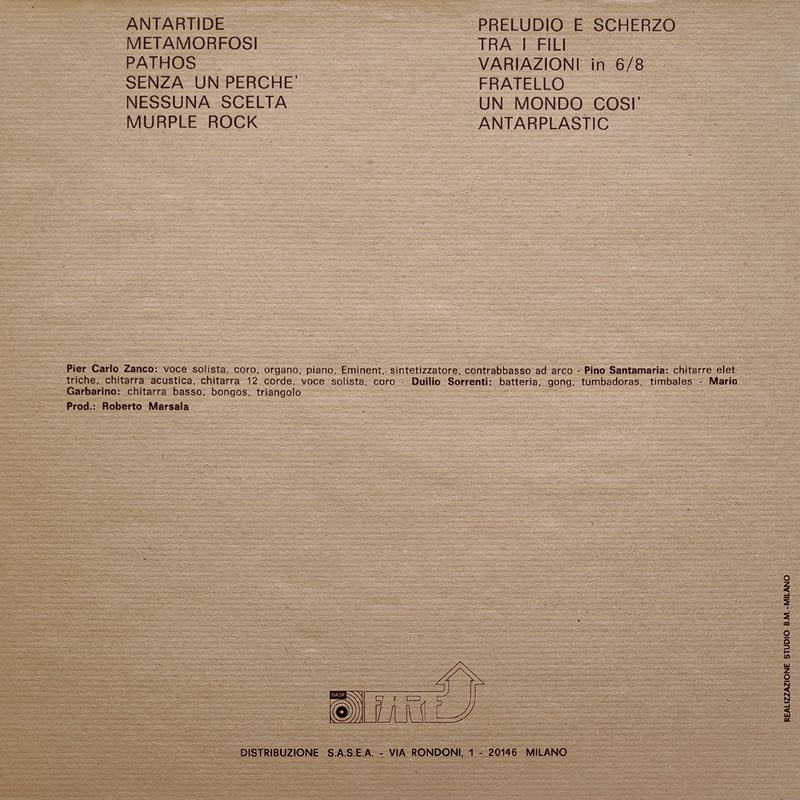 ANTARTIDE
METAMORFOSI
PATHOS
SENZA UN PERCHE'
NESSUNA SCELTA
MURPLE ROCK
PRELUDIO E SCHERZO
TRA I FILI
VARIAZIONI in 6/8
FRATELLO
UN MONDO COSI'
ANTARPLASTIC
Pier Carlo Zanco: voce solista, coro, organo, piano, Eminent, sintetizzatore, contrabbasso ad arco - Pino Santamaria: chitarre elet
triche, chitarra acustica, chitarra 12 corde, voce solista, coro - Duilio Sorrenti: batteria, gong, tumbadoras, timbales - Mario
Garbarino: chitarra basso, bongos, triangolo
Prod.: Roberto Marsala
REALIZZAZIONE STUDIO B.M.-MILANO
BASF
FARE
DISTRIBUZIONE S.A.S.E.A. - VIA RONDONI, 1 - 20146 MILANO